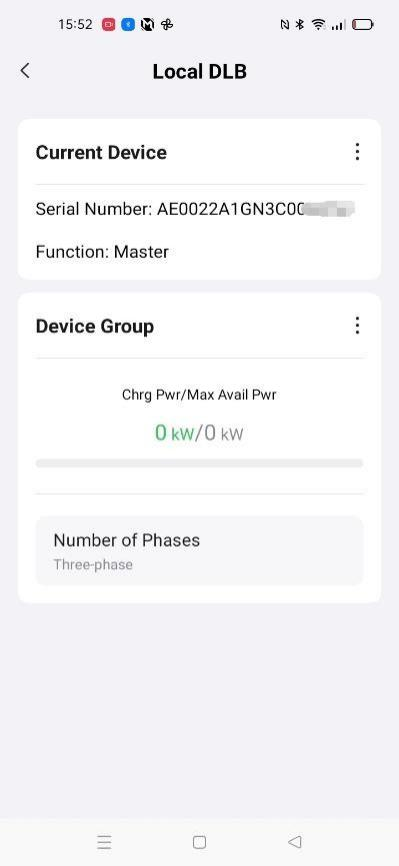 15:52
Local DLB
Current Device
Serial Number: AE0022A1GN3C00
Function: Master
Device Group
Chrg Pwr/Max Avail Pwr
0 kW/0 kW
Number of Phases
Three-phase